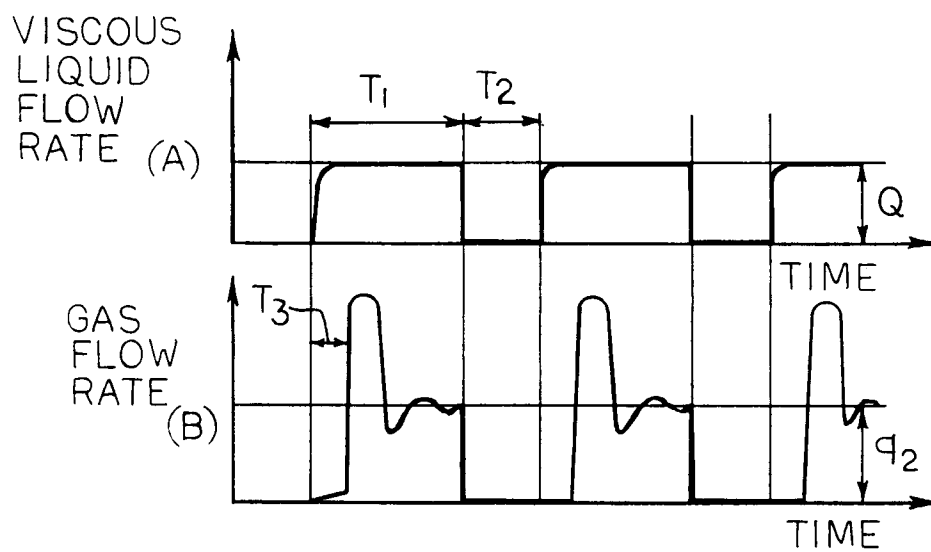 VISCOUS
LIQUID
FLOW
RATE
(A)
T1
T2
Q
TIME
GAS
FLOW
RATE
(B)
T3
q2
TIME